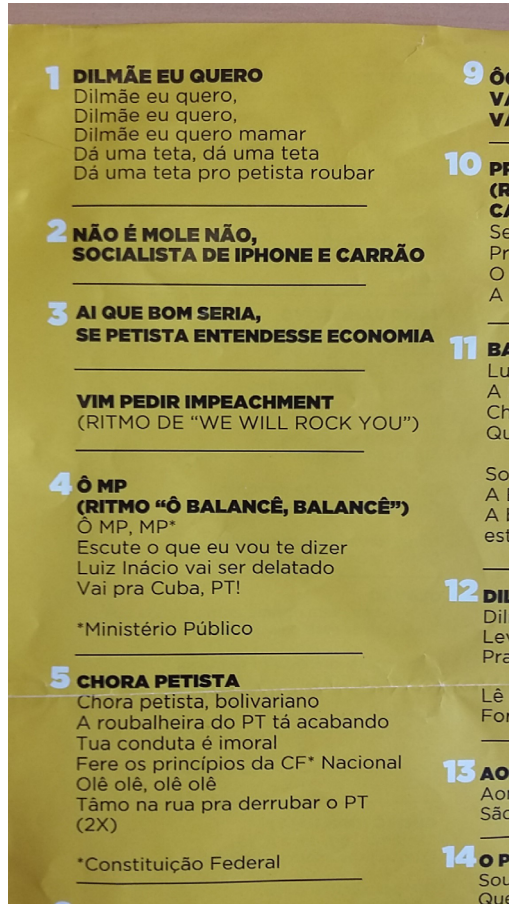 1 DILMÃE EU QUERO
Dilmãe eu quero,
Dilmãe eu quero,
Dilmãe eu quero mamar
Dá uma teta, dá uma teta
Dá uma teta pro petista roubar
2 NÃO É MOLE NÃO,
SOCIALISTA DE IPHONE E CARRÃO
3 AI QUE BOM SERIA,
SE PETISTA ENTENDESSE ECONOMIA
VIM PEDIR IMPEACHMENT
(RITMO DE “WE WILL ROCK YOU”)
4 Ô MP
(RITMO “Ô BALANCÊ, BALANCÊ”)
Ô MP, MP*
Escute o que eu vou te dizer
Luiz Inácio vai ser delatado
Vai pra Cuba, PT!
*Ministério Público
5 CHORA PETISTA
Chora petista, bolivariano
A roubalheira do PT tá acabando
Tua conduta é imoral
Fere os princípios da CF* Nacional
Olê olê, olê olê
Tâmo na rua pra derrubar o PT
(2X)
*Constituição Federal
9
10
O
A
11
A
12
Lê
13
14 O